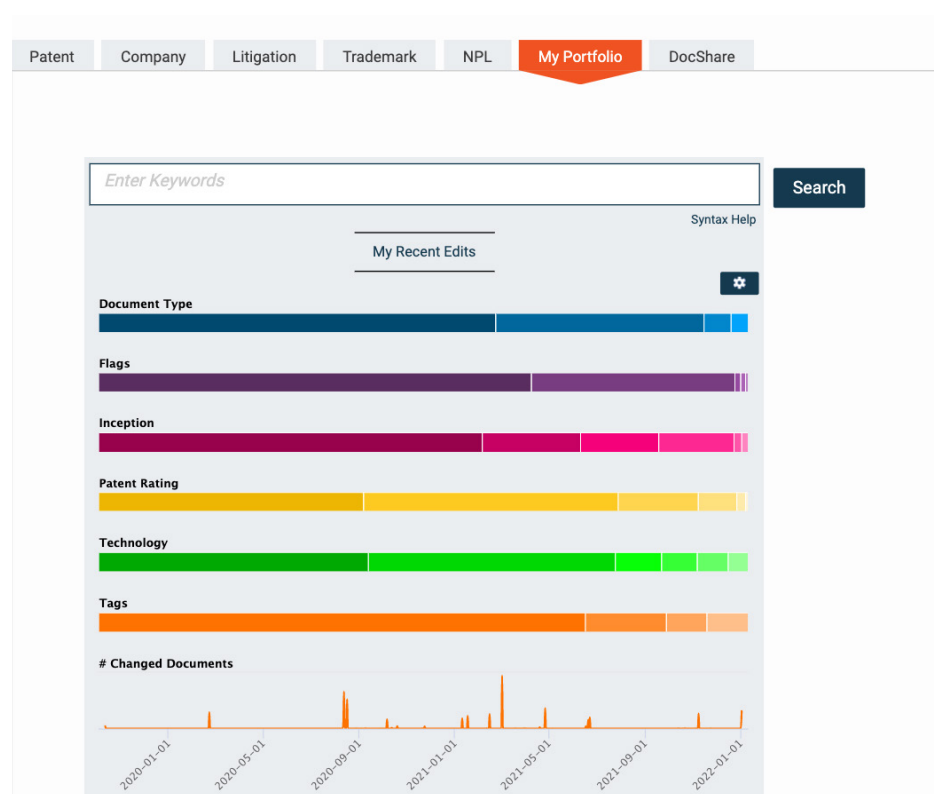 Patent Company Litigation Trademark NPL My Portfolio DocShare
Enter Keywords
Search
Syntax Help
My Recent Edits
Document Type
Flags
Inception
Patent Rating
Technology
Tags
# Changed Documents
2020-01-01 2020-05-01 2020-09-01 2021-01-01 2021-05-01 2021-09-01 2022-01-01